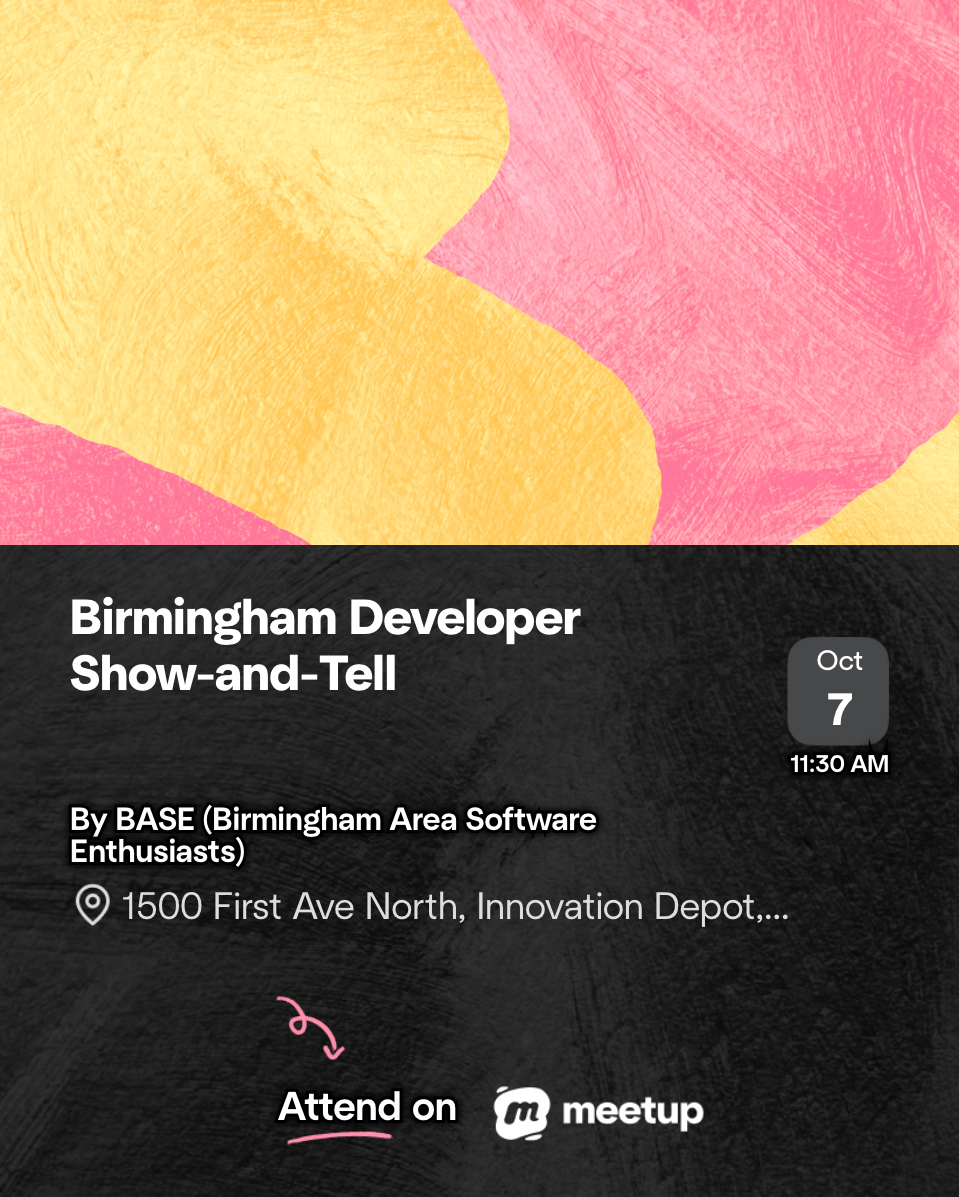 Birmingham Developer
Show-and-Tell
Oct
7
11:30 AM
By BASE (Birmingham Area Software
Enthusiasts)
1500 First Ave North, Innovation Depot,...
Attend on
m meetup